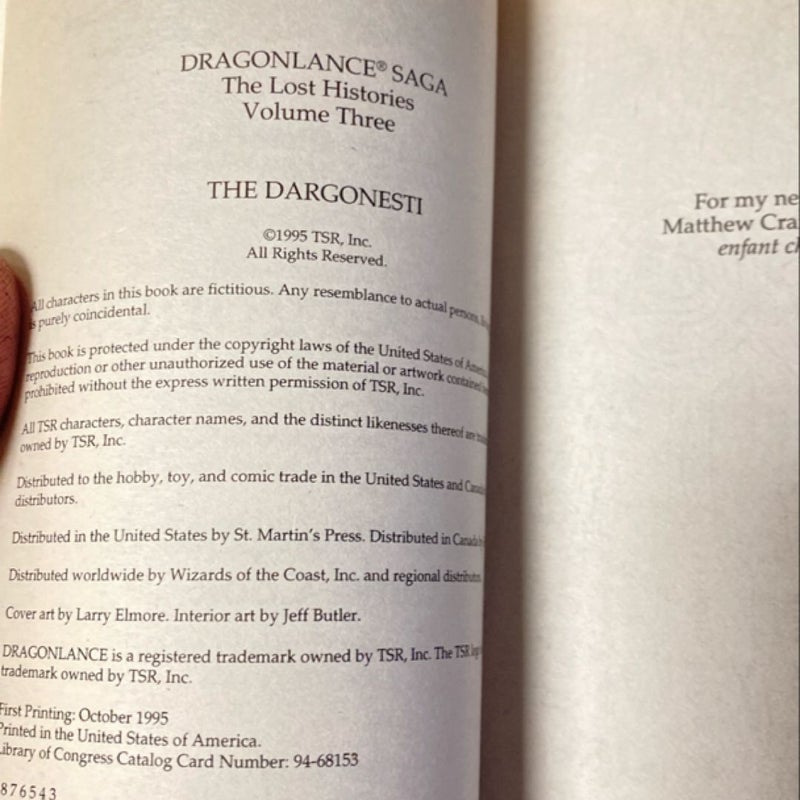 DRAGONLANCE® SAGA
The Lost Histories
Volume Three
THE DARGONESTI
©1995 TSR, Inc.
All Rights Reserved.
All characters in this book are fictitious. Any resemblance to actual persons,
is purely coincidental.
This book is protected under the copyright laws of the United States of
reproduction or other unauthorized use of the material or artwork contained
prohibited without the express written permission of TSR, Inc.
All TSR characters, character names, and the distinct likenesses thereof are
owned by TSR, Inc.
Distributed to the hobby, toy, and comic trade in the United States and
distributors.
Distributed in the United States by St. Martin's Press. Distributed in Canada
Distributed worldwide by Wizards of the Coast, Inc. and regional
Cover art by Larry Elmore. Interior art by Jeff Butler.
DRAGONLANCE is a registered trademark owned by TSR, Inc. The TSR
trademark owned by TSR, Inc.
First Printing: October 1995
Printed in the United States of America.
Library of Congress Catalog Card Number: 94-68153
876543
For my ne
Matthew Cra
enfant